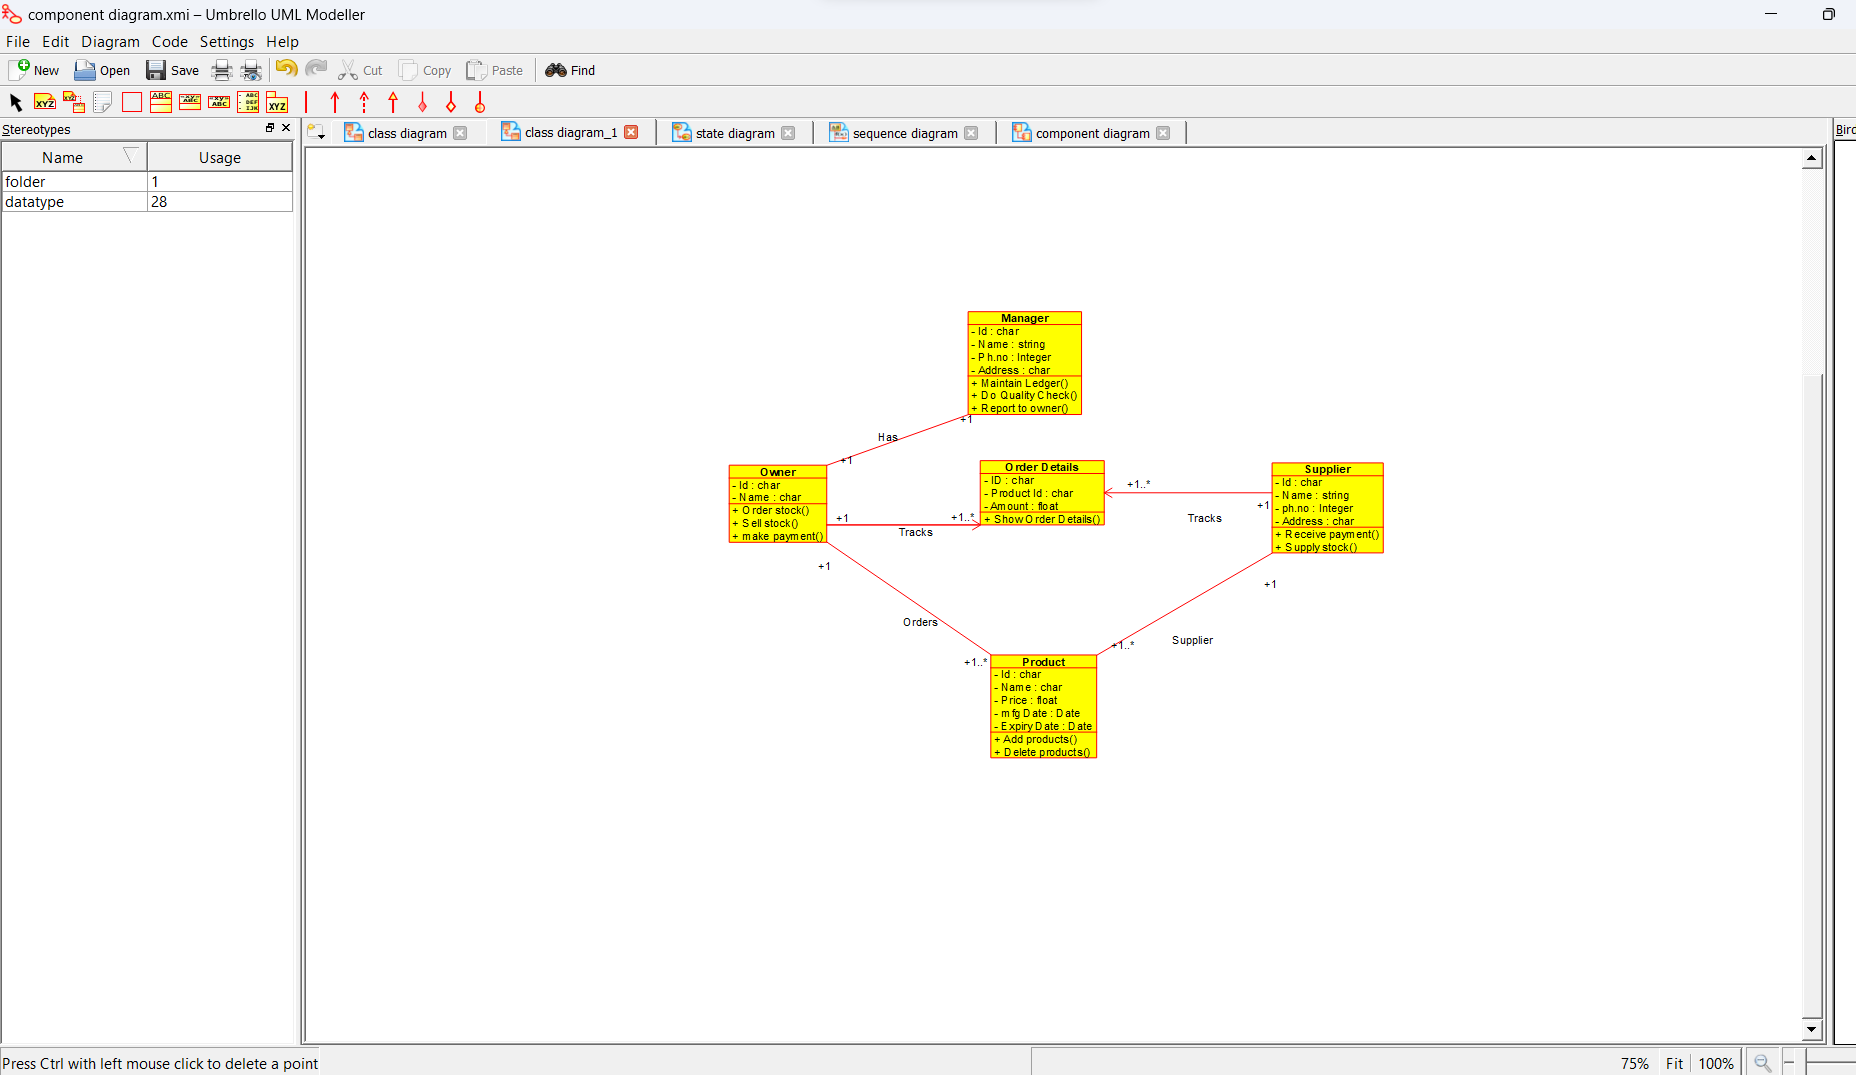 component diagram.xmi – Umbrello UML Modeller
File Edit Diagram Code Settings Help
New Open Save Cut Copy Paste Find
Stereotypes
Name Usage
folder 1
datatype 28
class diagram
class diagram_1
state diagram
sequence diagram
component diagram
Bird
Manager
- Id : char
- Name : string
- Ph.no : Integer
- Address : char
+ Maintain Ledger()
+ Do Quality Check()
+ Report to owner()
+1
Has
+1
Owner
- Id : char
- Name : char
+ Order stock()
+ Sell stock()
+ make payment()
Order Details
- ID : char
- Product Id : char
- Amount : float
+ Show Order Details()
Supplier
- Id : char
- Name : string
- ph.no : Integer
- Address : char
+ Receive payment()
+ Supply stock()
+1..*
+1
Tracks
+1
+1..*
Tracks
+1
+1
Orders
Supplier
+1..*
+1..*
Product
- Id : char
- Name : char
- Price : float
- mfg Date : Date
- Expiry Date : Date
+ Add products()
+ Delete products()
Press Ctrl with left mouse click to delete a point
75% Fit 100%